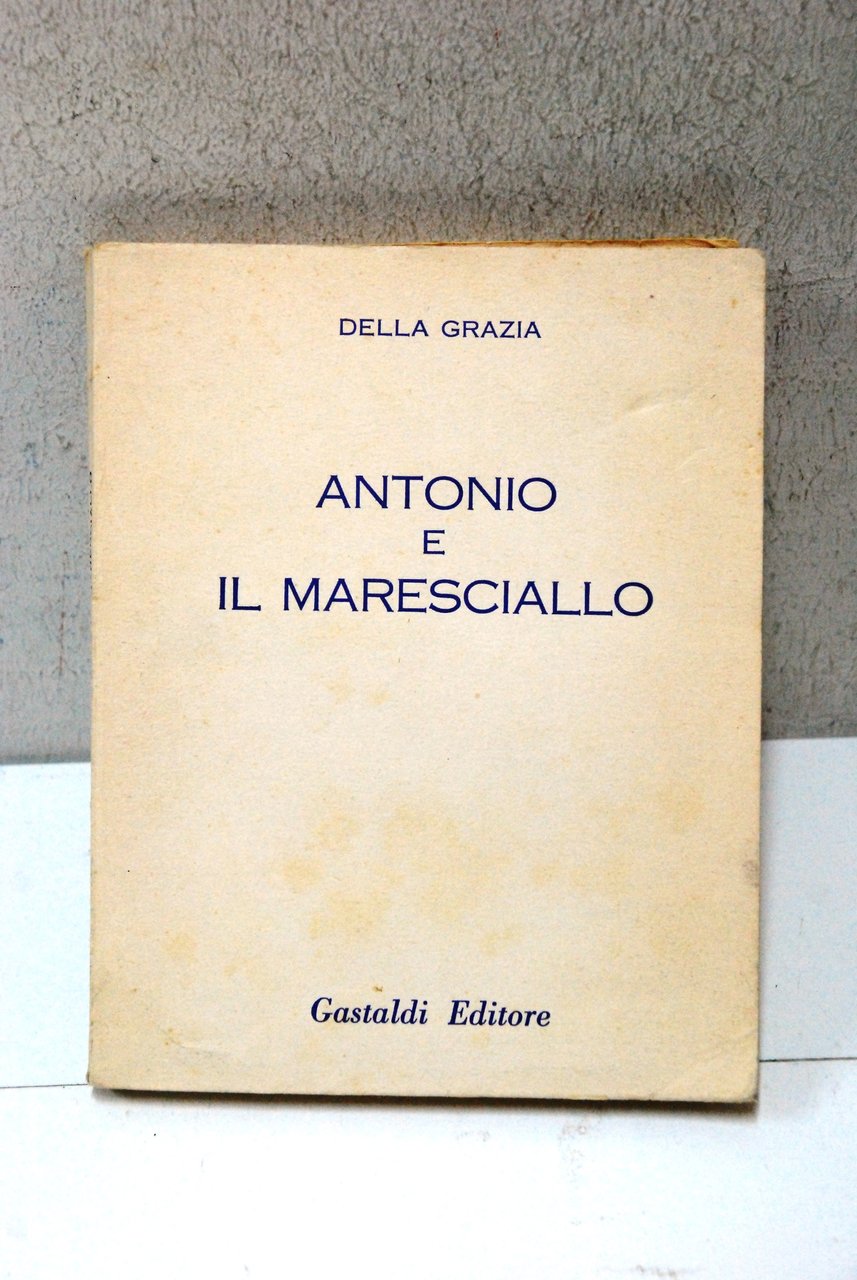 DELLA GRAZIA
ANTONIO
E
IL MARESCIALLO
Gastaldi Editore